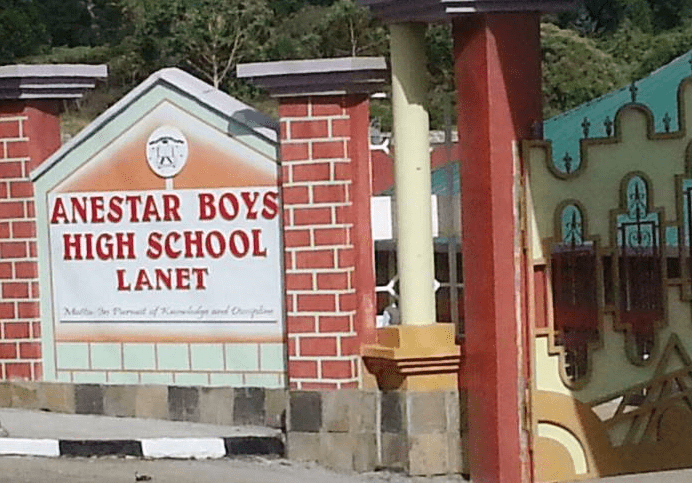 ANESTAR BOYS
HIGH SCHOOL
LANET
Motto: In Pursuit of Knowledge and Discipline